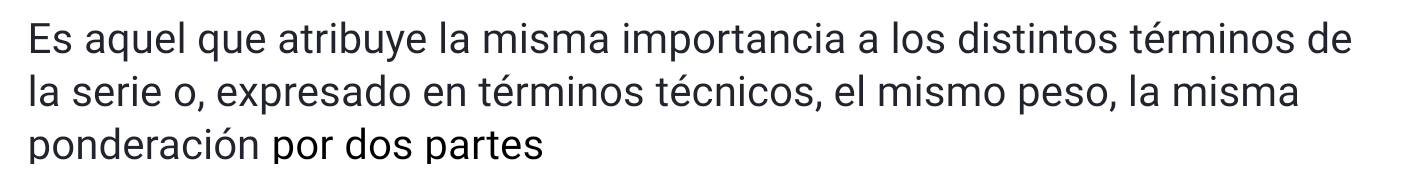 Es aquel que atribuye la misma importancia a los distintos términos de
la serie o, expresado en términos técnicos, el mismo peso, la misma
ponderación por dos partes